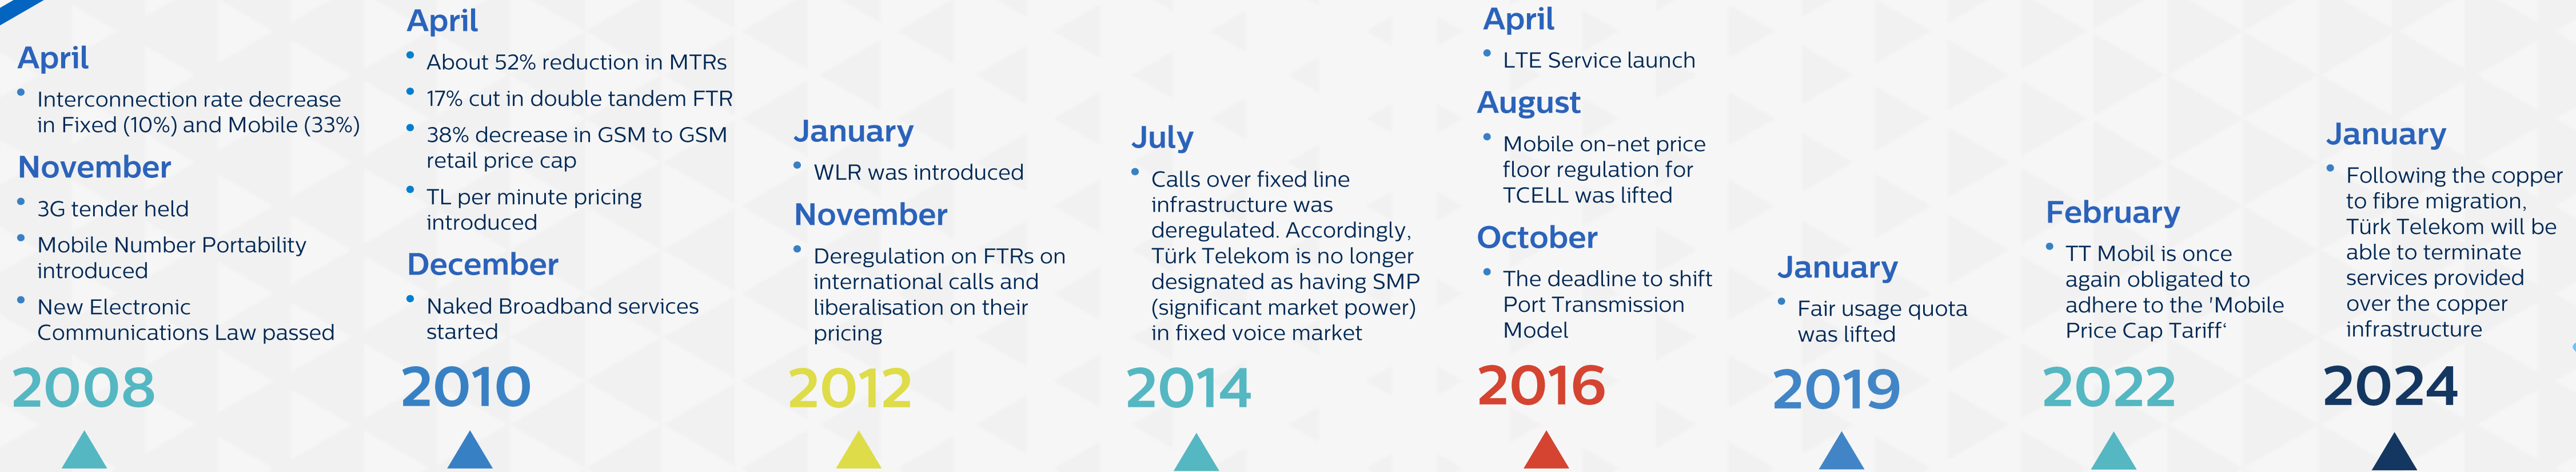 April
• Interconnection rate decrease
in Fixed (10%) and Mobile (33%)
November
• 3G tender held
• Mobile Number Portability
introduced
• New Electronic
Communications Law passed
2008
April
• About 52% reduction in MTRs
• 17% cut in double tandem FTR
• 38% decrease in GSM to GSM
retail price cap
• TL per minute pricing
introduced
December
• Naked Broadband services
started
2010
January
• WLR was introduced
November
• Deregulation on FTRs on
international calls and
liberalisation on their
pricing
2012
July
• Calls over fixed line
infrastructure was
deregulated. Accordingly,
Türk Telekom is no longer
designated as having SMP
(significant market power)
in fixed voice market
2014
April
• LTE Service launch
August
• Mobile on-net price
floor regulation for
TCELL was lifted
October
• The deadline to shift
Port Transmission
Model
2016
January
• Fair usage quota
was lifted
2019
February
• TT Mobil is once
again obligated to
adhere to the 'Mobile
Price Cap Tariff‘
2022
January
• Following the copper
to fibre migration,
Türk Telekom will be
able to terminate
services provided
over the copper
infrastructure
2024